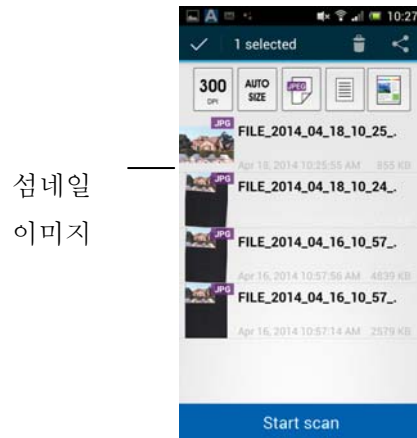 A
10:27
1 selected
300
DPI
AUTO
SIZE
JPEG
섬네일
이미지
JPG
FILE_2014_04_18_10_25_.
Apr 18, 2014 10:25:55 AM 855 KB
JPG
FILE_2014_04_18_10_24_.
JPG
FILE_2014_04_16_10_57_.
Apr 16, 2014 10:57:56 AM 4839 KB
JPG
FILE_2014_04_16_10_57_.
Apr 16, 2014 10:57:14 AM 2579 KB
Start scan